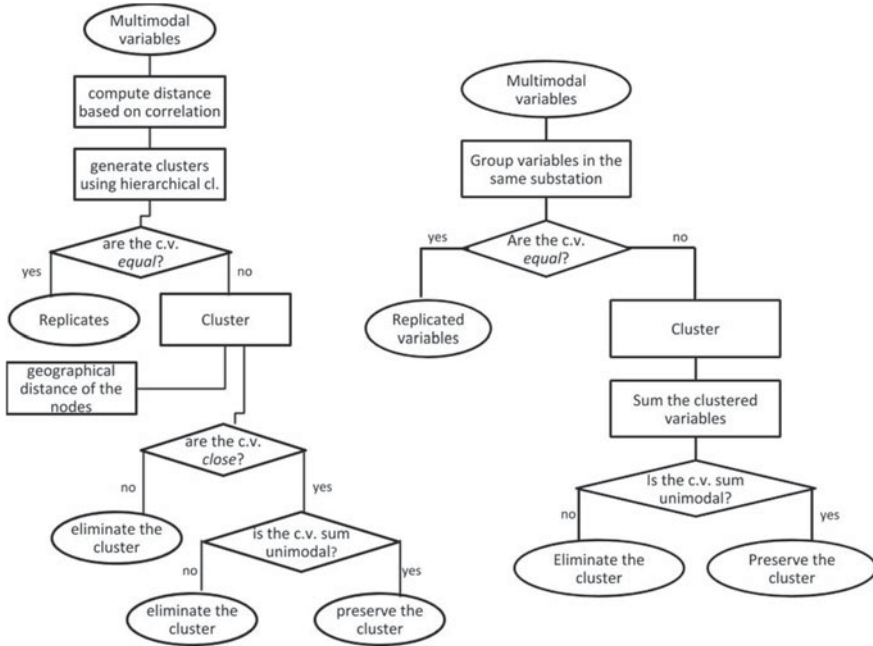 Multimodal
variables
compute distance
based on correlation
generate clusters
using hierarchical cl.
are the c.v.
equal?
yes
no
Replicates
Cluster
geographical
distance of the
nodes
are the c.v.
close?
no
yes
eliminate the
cluster
is the c.v. sum
unimodal?
no
yes
eliminate the
cluster
preserve the
cluster
Multimodal
variables
Group variables in the
same substation
yes
no
Are the c.v.
equal?
Replicated
variables
Cluster
Sum the clustered
variables
Is the c.v. sum
unimodal?
no
yes
Eliminate the
cluster
Preserve the
cluster